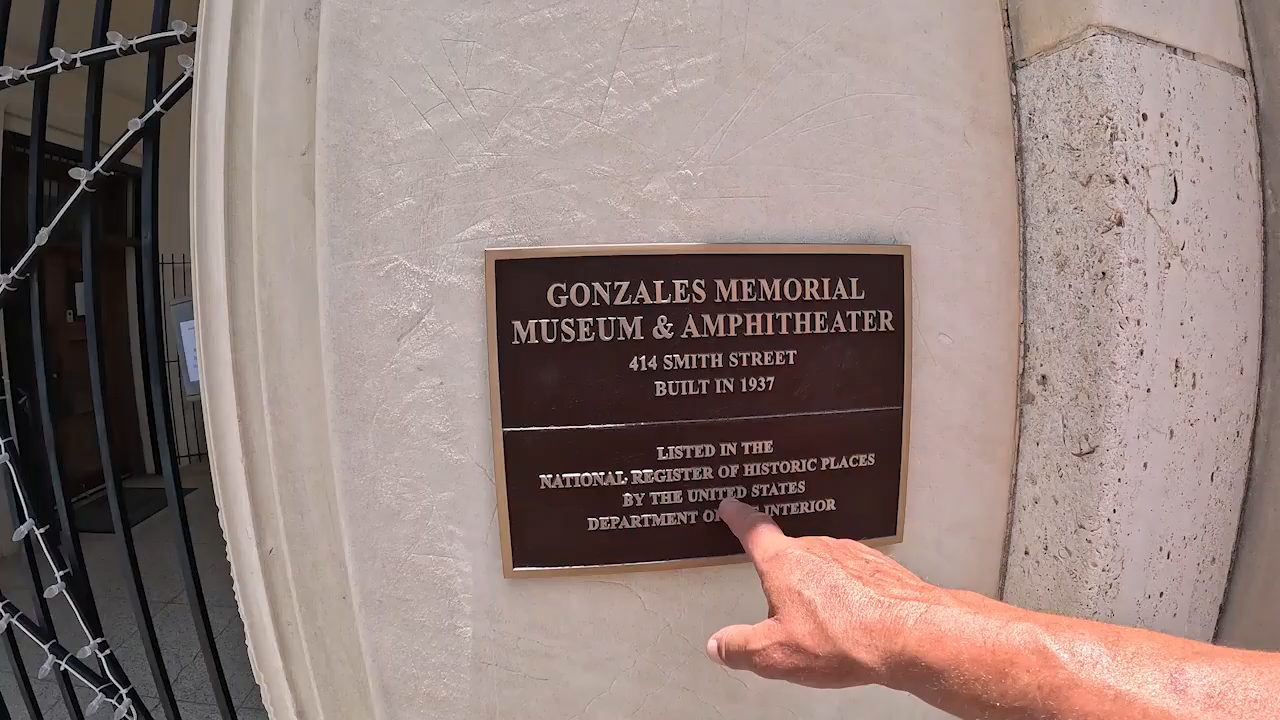 GONZALES MEMORIAL
MUSEUM & AMPHITHEATER
414 SMITH STREET
BUILT IN 1937
LISTED IN THE
NATIONAL REGISTER OF HISTORIC PLACES
BY THE UNITED STATES
DEPARTMENT OF THE INTERIOR